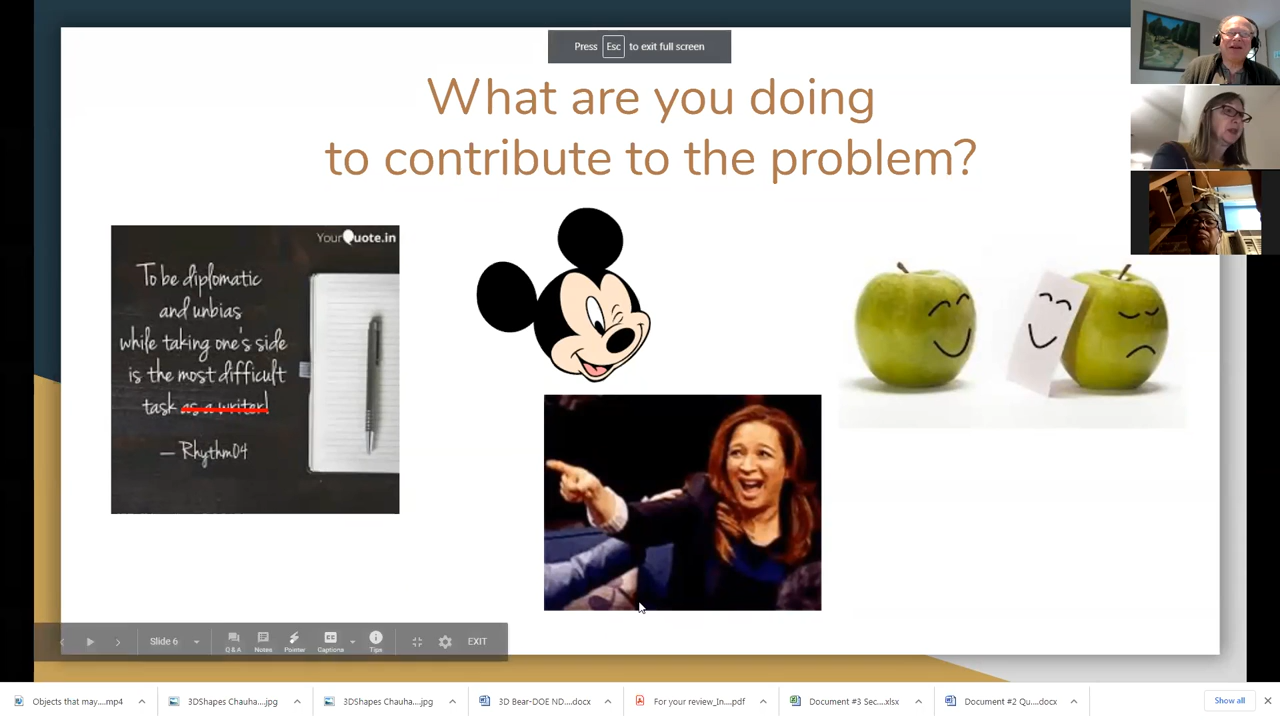 Press Esc to exit full screen
What are you doing
to contribute to the problem?
YourQuote.in
To be diplomatic
and unbias
while taking one's side
is the most difficult
task as a writer!
— Rhythm04
Slide 6
Q & A
Notes
Pointer
Captions
Tips
EXIT
Objects that may....mp4
3DShapes Chauha....jpg
3DShapes Chauha....jpg
3D Bear-DOE ND....docx
For your review_In....pdf
Document #3 Sec....xlsx
Document #2 Qu....docx
Show all